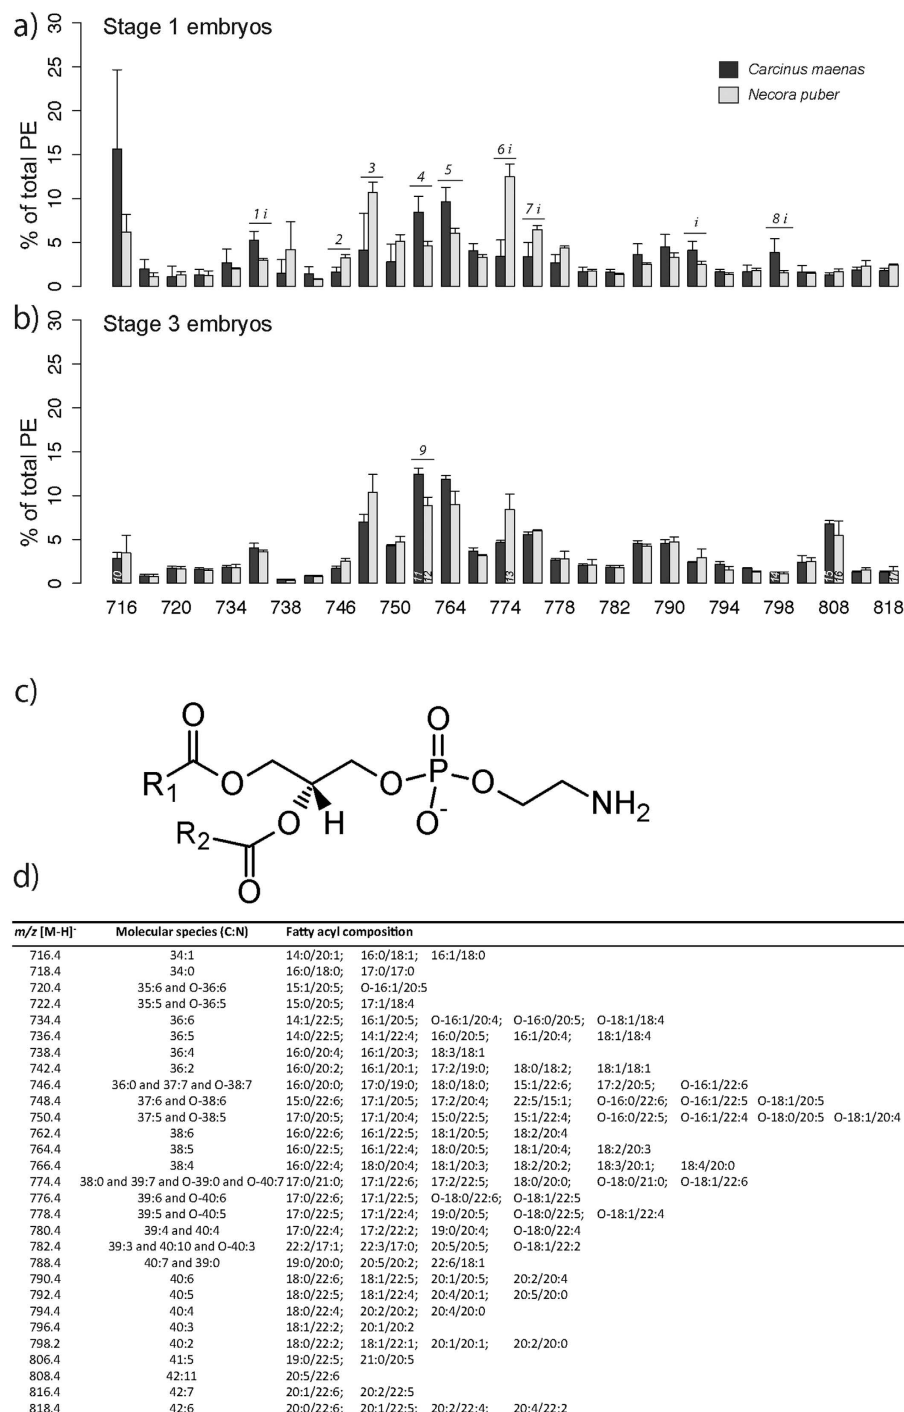 a)
Stage 1 embryos
30
25
20
15
10
5
0
% of total PE
Carcinus maenas
Necora puber
1 i
2
3
4
5
6 i
7 i
i
8 i
b)
Stage 3 embryos
30
25
20
15
10
5
0
% of total PE
9
10
11
12
13
14
15
16
716 720 734 738 746 750 764 774 778 782 790 794 798 808 818
c)
O
R1
O
O
R2
O
H
O
P
O
O-
O
NH2
d)
m/z [M-H]- Molecular species (C:N) Fatty acyl composition
716.4 34:1 14:0/20:1; 16:0/18:1; 16:1/18:0
718.4 34:0 16:0/18:0; 17:0/17:0
720.4 35:6 and O-36:6 15:1/20:5; O-16:1/20:5
722.4 35:5 and O-36:5 15:0/20:5; 17:1/18:4
734.4 36:6 14:1/22:5; 16:1/20:5; O-16:1/20:4; O-16:0/20:5; O-18:1/18:4
736.4 36:5 14:0/22:5; 14:1/22:4; 16:0/20:5; 16:1/20:4; 18:1/18:4
738.4 36:4 16:0/20:4; 16:1/20:3; 18:3/18:1
742.4 36:2 16:0/20:2; 16:1/20:1; 17:2/19:0; 18:0/18:2; 18:1/18:1
746.4 36:0 and 37:7 and O-38:7 16:0/20:0; 17:0/19:0; 18:0/18:0; 15:1/22:6; 17:2/20:5; O-16:1/22:6
748.4 37:6 and O-38:6 15:0/22:6; 17:1/20:5; 17:2/20:4; 22:5/15:1; O-16:0/22:6; O-16:1/22:5 O-18:1/20:5
750.4 37:5 and O-38:5 17:0/20:5; 17:1/20:4; 15:0/22:5; 15:1/22:4; O-16:0/22:5; O-16:1/22:4 O-18:0/20:5 O-18:1/20:4
762.4 38:6 16:0/22:6; 16:1/22:5; 18:1/20:5; 18:2/20:4
764.4 38:5 16:0/22:5; 16:1/22:4; 18:0/20:5; 18:1/20:4; 18:2/20:3
766.4 38:4 16:0/22:4; 18:0/20:4; 18:1/20:3; 18:2/20:2; 18:3/20:1; 18:4/20:0
774.4 38:0 and 39:7 and O-39:0 and O-40:7 17:0/21:0; 17:1/22:6; 17:2/22:5; 18:0/20:0; O-18:0/21:0; O-18:1/22:6
776.4 39:6 and O-40:6 17:0/22:6; 17:1/22:5; O-18:0/22:6; O-18:1/22:5
778.4 39:5 and O-40:5 17:0/22:5; 17:1/22:4; 19:0/20:5; O-18:0/22:5; O-18:1/22:4
780.4 39:4 and 40:4 17:0/22:4; 17:2/22:2; 19:0/20:4; O-18:0/22:4
782.4 39:3 and 40:10 and O-40:3 22:2/17:1; 22:3/17:0; 20:5/20:5; O-18:1/22:2
788.4 40:7 and 39:0 19:0/20:0; 20:5/20:2; 22:6/18:1
790.4 40:6 18:0/22:6; 18:1/22:5; 20:1/20:5; 20:2/20:4
792.4 40:5 18:0/22:5; 18:1/22:4; 20:4/20:1; 20:5/20:0
794.4 40:4 18:0/22:4; 20:2/20:2; 20:4/20:0
796.4 40:3 18:1/22:2; 20:1/20:2
798.2 40:2 18:0/22:2; 18:1/22:1; 20:1/20:1; 20:2/20:0
806.4 41:5 19:0/22:5; 21:0/20:5
808.4 42:11 20:5/22:6
816.4 42:7 20:1/22:6; 20:2/22:5
818.4 42:6 20:0/22:6; 20:1/22:5; 20:2/22:4; 20:4/22:2